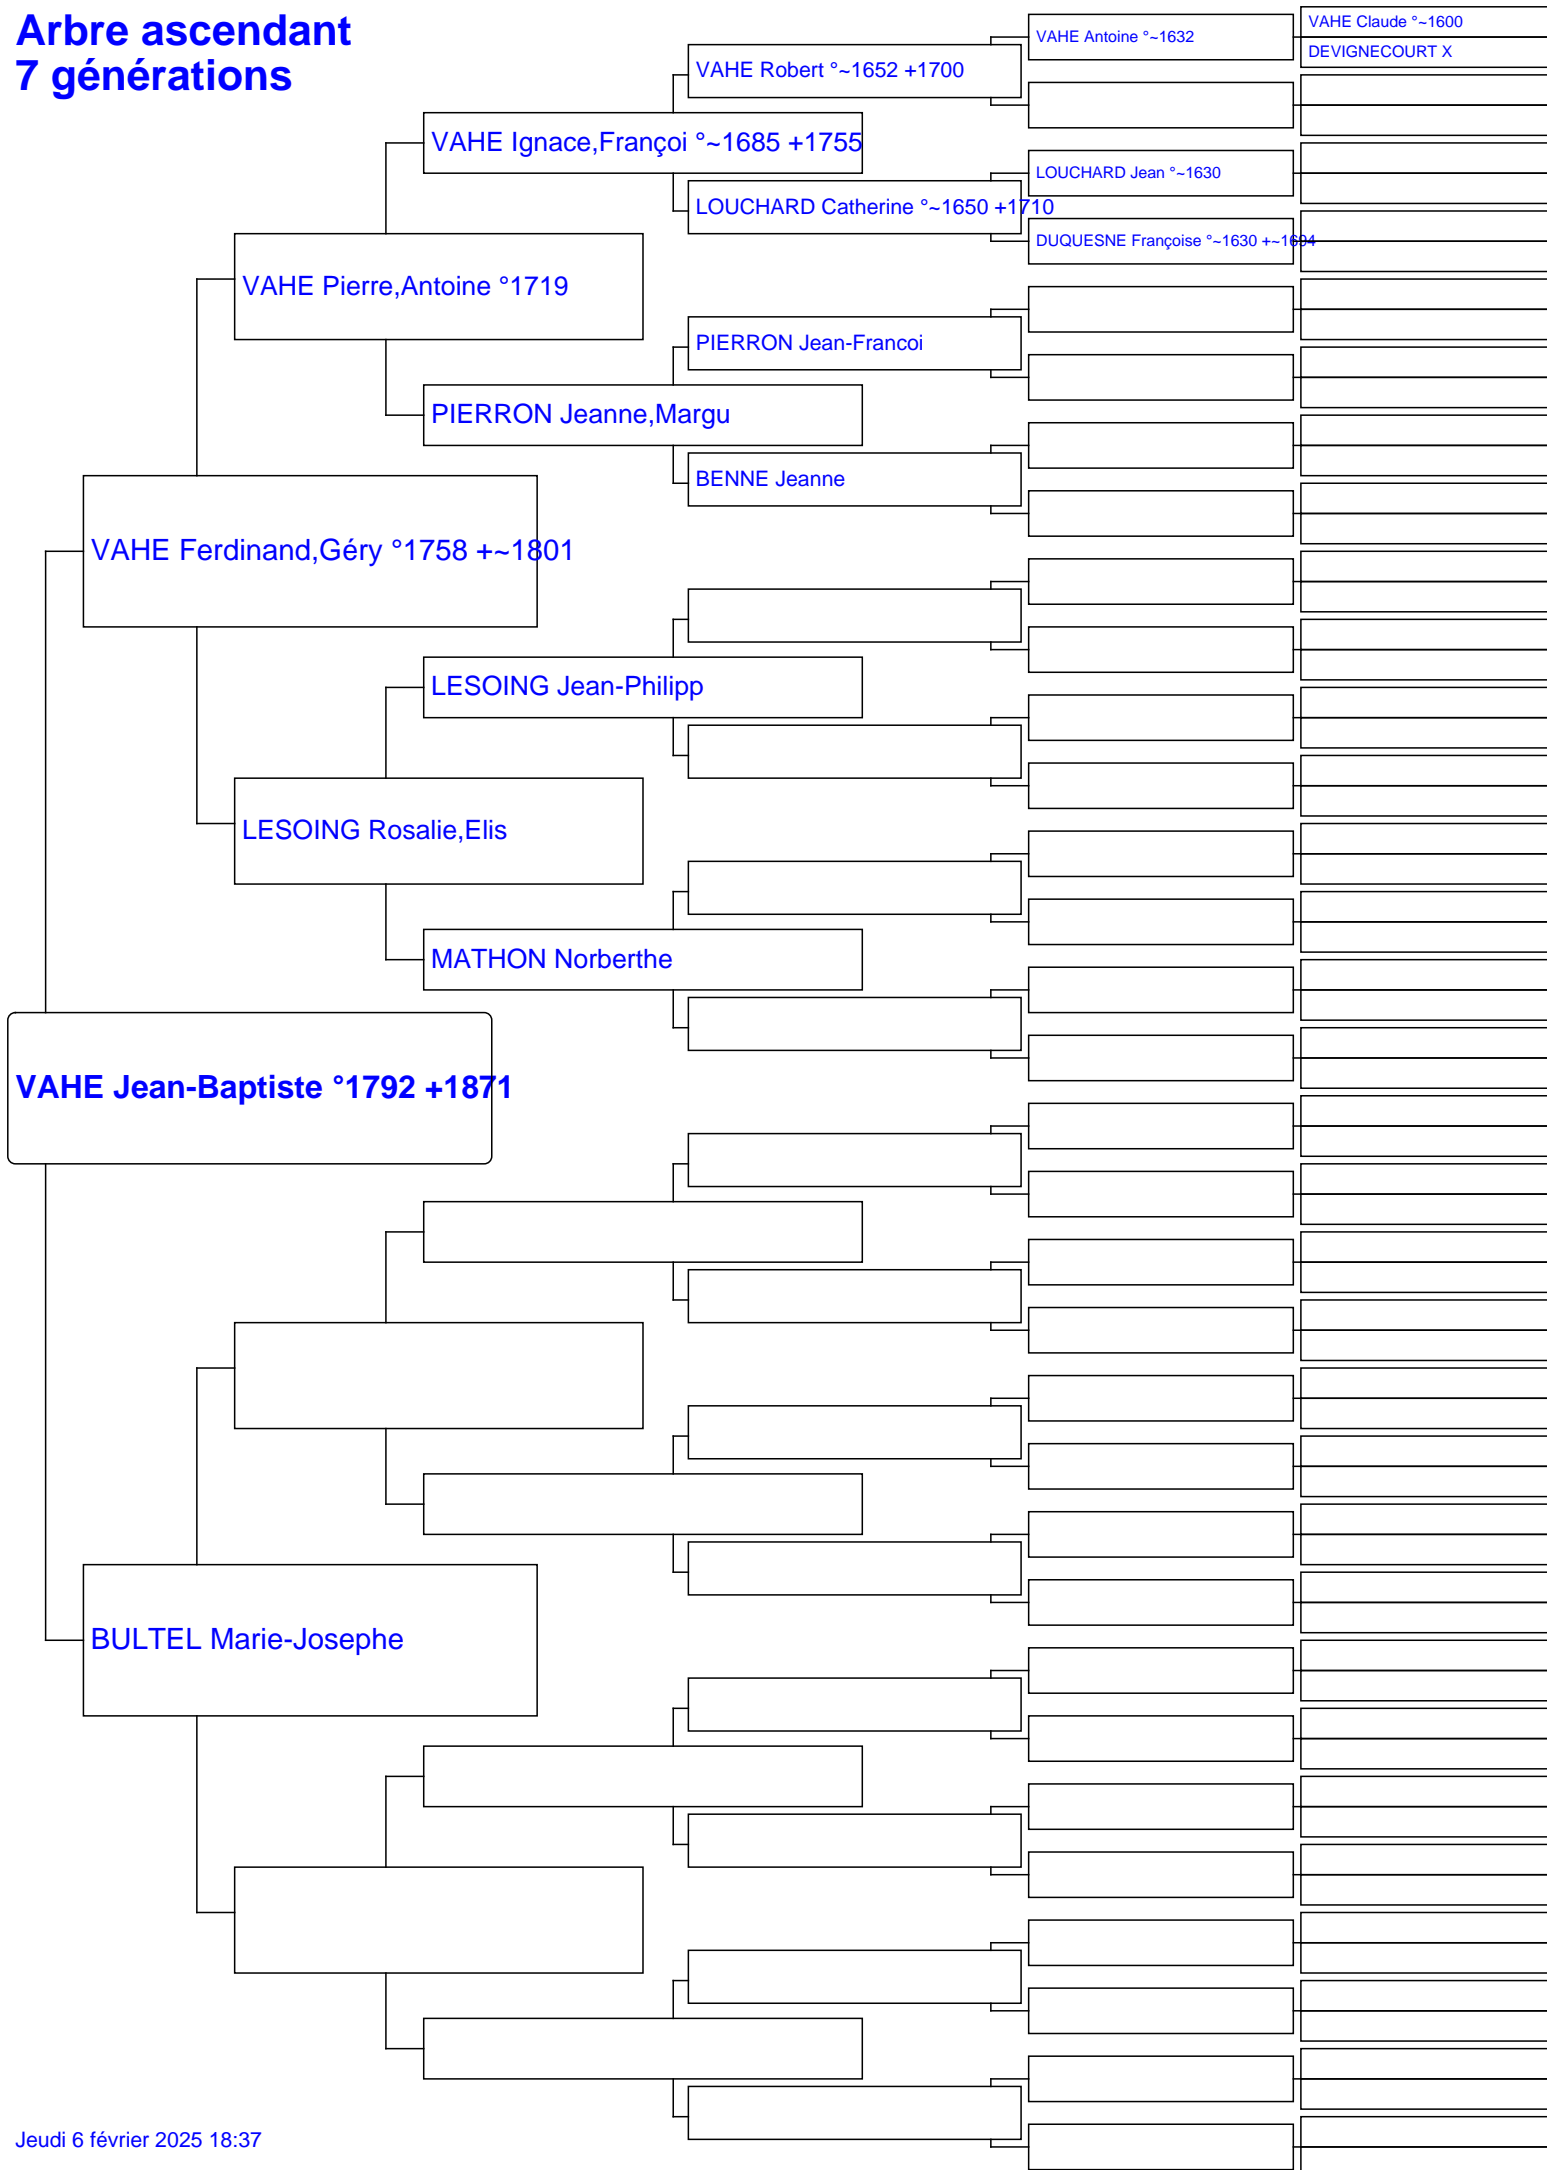 Arbre ascendant
7 générations
VAHE Claude °~1600
DEVIGNECOURT X
VAHE Antoine °~1632
VAHE Robert °~1652 +1700
VAHE Ignace,Françoi °~1685 +1755
LOUCHARD Jean °~1630
LOUCHARD Catherine °~1650 +1710
DUQUESNE Françoise °~1630 +~1694
VAHE Pierre,Antoine °1719
PIERRON Jean-Francoi
PIERRON Jeanne,Margu
BENNE Jeanne
VAHE Ferdinand,Géry °1758 +~1801
LESOING Jean-Philipp
LESOING Rosalie,Elis
MATHON Norberthe
VAHE Jean-Baptiste °1792 +1871
BULTEL Marie-Josephe
Jeudi 6 février 2025 18:37